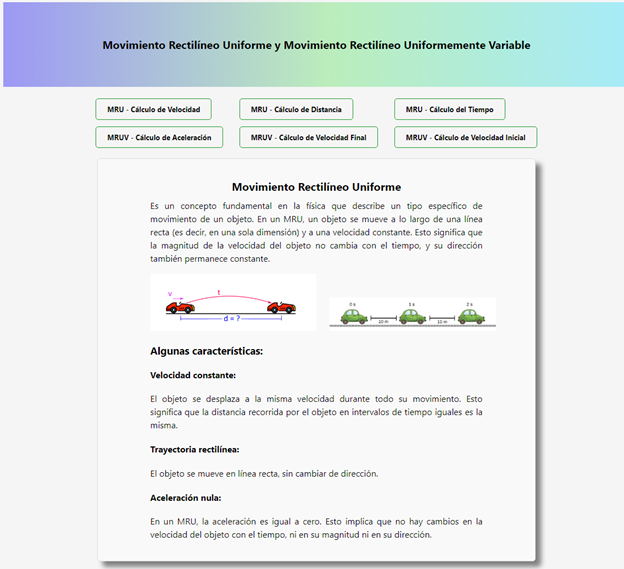 Movimiento Rectilíneo Uniforme y Movimiento Rectilíneo Uniformemente Variable
MRU - Cálculo de Velocidad
MRU - Cálculo de Distancia
MRU - Cálculo del Tiempo
MRUV - Cálculo de Aceleración
MRUV - Cálculo de Velocidad Final
MRUV - Cálculo de Velocidad Inicial
Movimiento Rectilíneo Uniforme
Es un concepto fundamental en la física que describe un tipo específico de
movimiento de un objeto. En un MRU, un objeto se mueve a lo largo de una línea
recta (es decir, en una sola dimensión) y a una velocidad constante. Esto significa que
la magnitud de la velocidad del objeto no cambia con el tiempo, y su dirección
también permanece constante.
v
t
d = ?
0 s
1 s
2 s
10 m
10 m
Algunas características:
Velocidad constante:
El objeto se desplaza a la misma velocidad durante todo su movimiento. Esto
significa que la distancia recorrida por el objeto en intervalos de tiempo iguales es la
misma.
Trayectoria rectilínea:
El objeto se mueve en línea recta, sin cambiar de dirección.
Aceleración nula:
En un MRU, la aceleración es igual a cero. Esto implica que no hay cambios en la
velocidad del objeto con el tiempo, ni en su magnitud ni en su dirección.